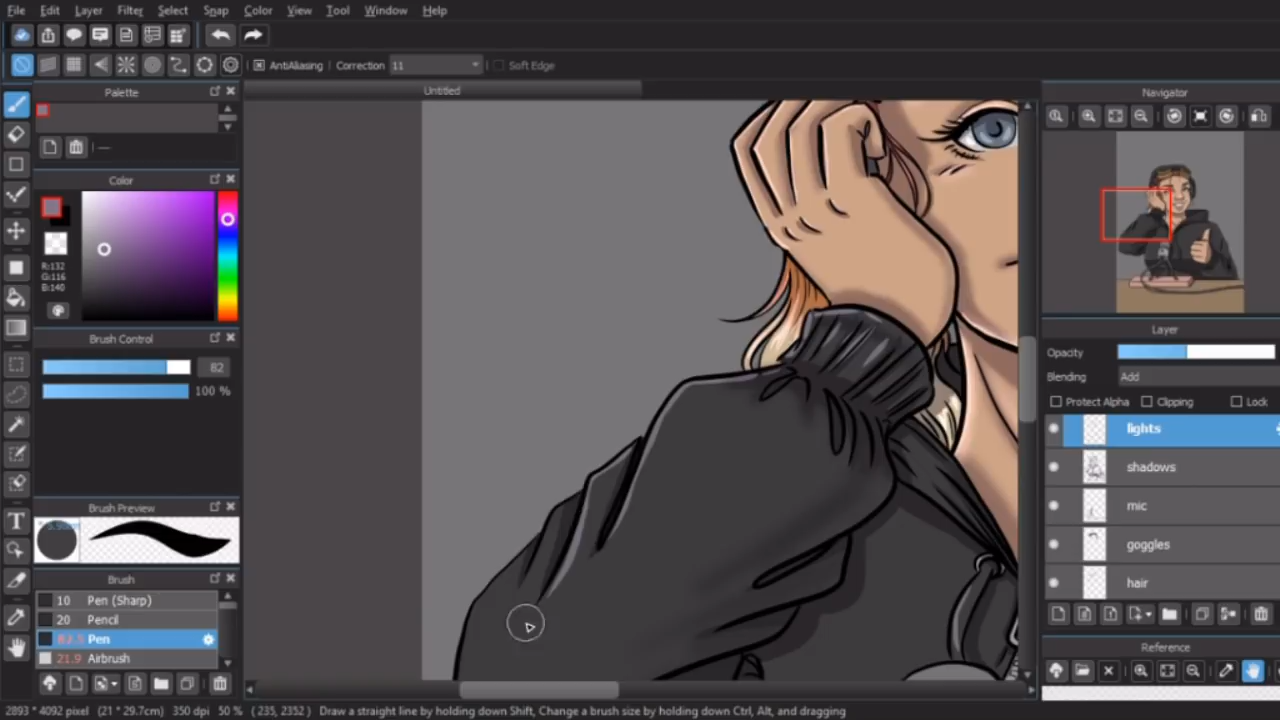 File Edit Layer Filter Select Snap Color View Tool Window Help
AntiAliasing Correction 11 Soft Edge
Palette
Untitled
Navigator
Color
R:132
G:116
B:140
Brush Control
82
100 %
Brush Preview
Brush
10 Pen (Sharp)
20 Pencil
82.5 Pen
21.9 Airbrush
Layer
Opacity
Blending Add
Protect Alpha Clipping Lock
lights
shadows
mic
goggles
hair
Reference
2893 * 4092 pixel (21 * 29.7cm) 350 dpi 50 % ( 235, 2352 ) Draw a straight line by holding down Shift, Change a brush size by holding down Ctrl, Alt, and dragging